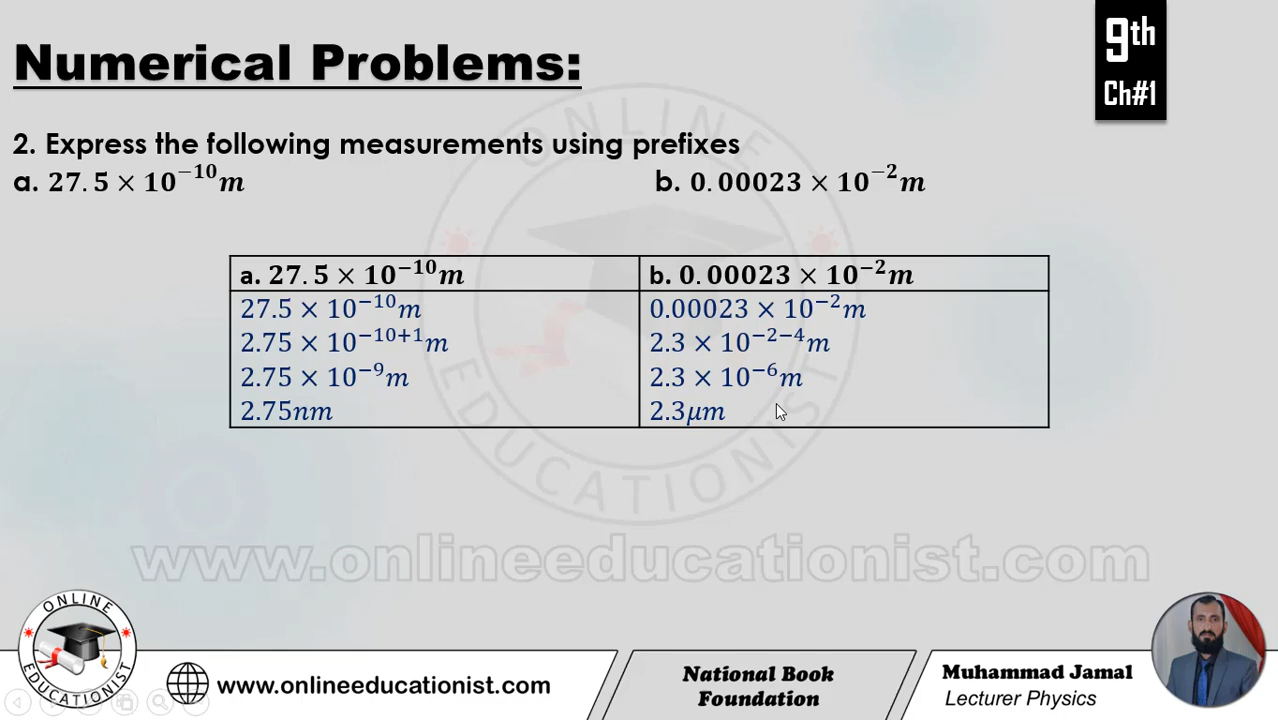 Numerical Problems:
9th
Ch#1
2. Express the following measurements using prefixes
a. 27.5 × 10⁻¹⁰m b. 0.00023 × 10⁻²m
a. 27.5 × 10⁻¹⁰m
27.5 × 10⁻¹⁰m
2.75 × 10⁻¹⁰⁺¹m
2.75 × 10⁻⁹m
2.75nm
b. 0.00023 × 10⁻²m
0.00023 × 10⁻²m
2.3 × 10⁻²⁻⁴m
2.3 × 10⁻⁶m
2.3μm
ONLINE
EDUCATIONIST
www.onlineeducationist.com
ONLINE
EDUCATIONIST
www.onlineeducationist.com
National Book
Foundation
Muhammad Jamal
Lecturer Physics